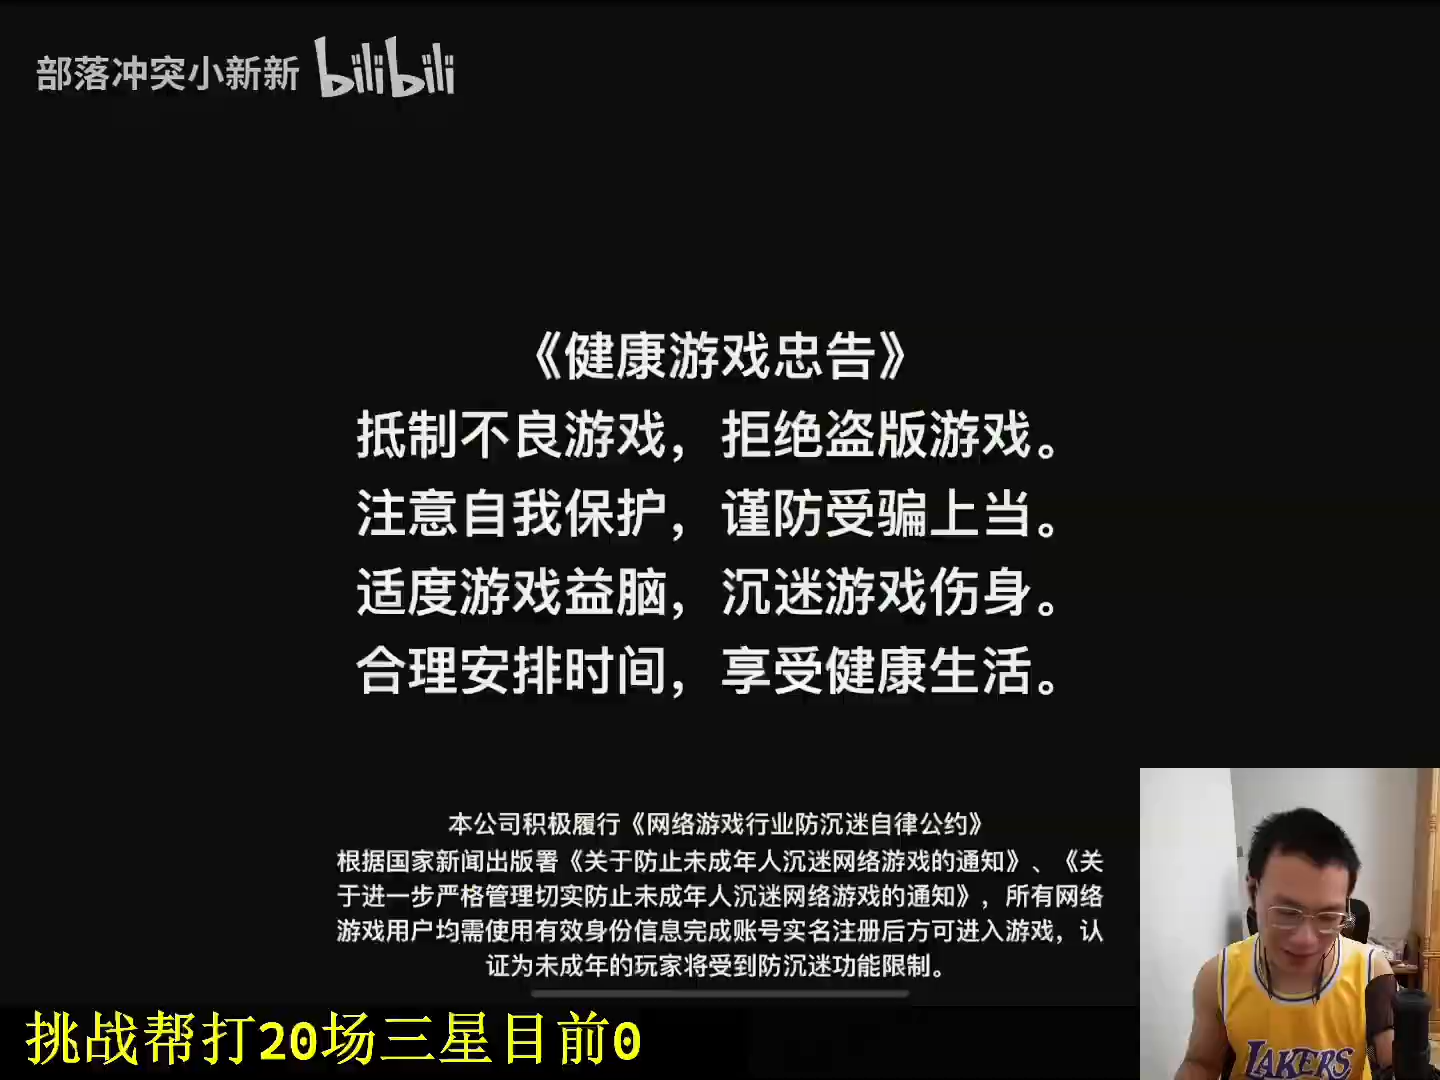 部落冲突小新新 bilibili
《健康游戏忠告》
抵制不良游戏，拒绝盗版游戏。
注意自我保护，谨防受骗上当。
适度游戏益脑，沉迷游戏伤身。
合理安排时间，享受健康生活。
本公司积极履行《网络游戏行业防沉迷自律公约》
根据国家新闻出版署《关于防止未成年人沉迷网络游戏的通知》、《关
于进一步严格管理切实防止未成年人沉迷网络游戏的通知》，所有网络
游戏用户均需使用有效身份信息完成账号实名注册后方可进入游戏，认
证为未成年的玩家将受到防沉迷功能限制。
挑战帮打20场三星目前0
LAKERS